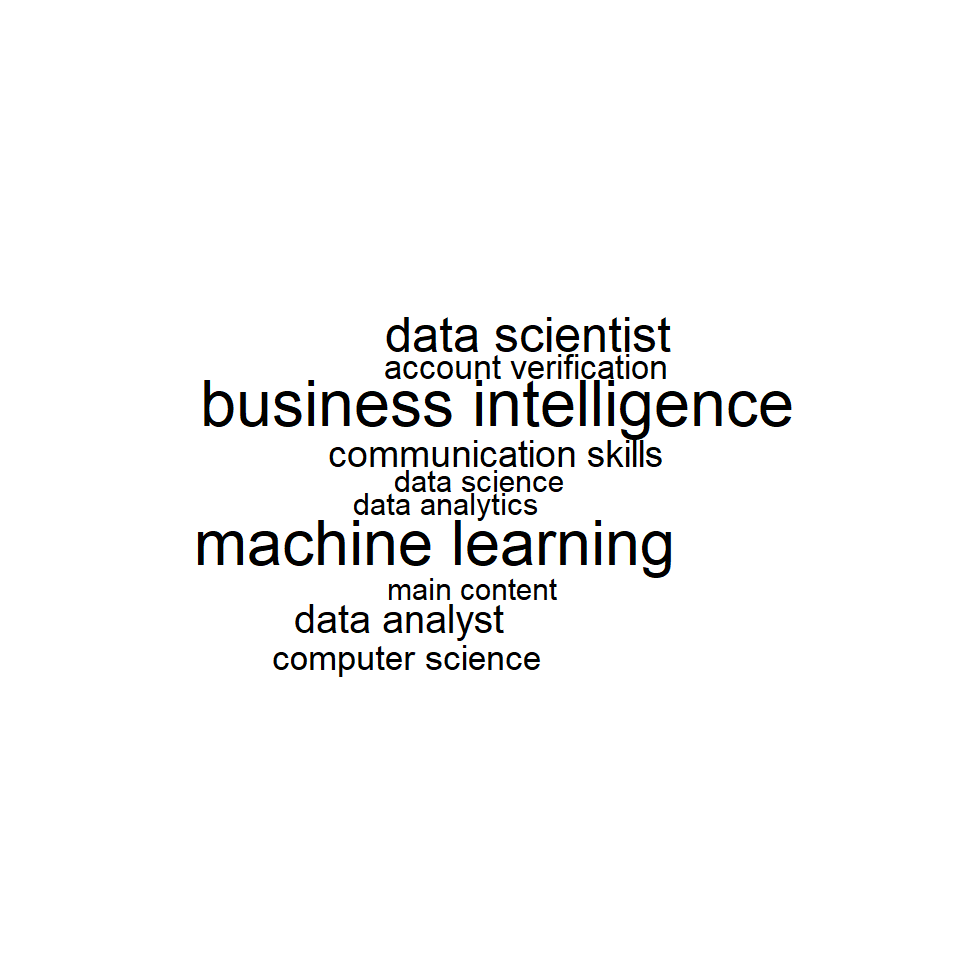 data scientist
account verification
business intelligence
communication skills
data science
data analytics
machine learning
main content
data analyst
computer science